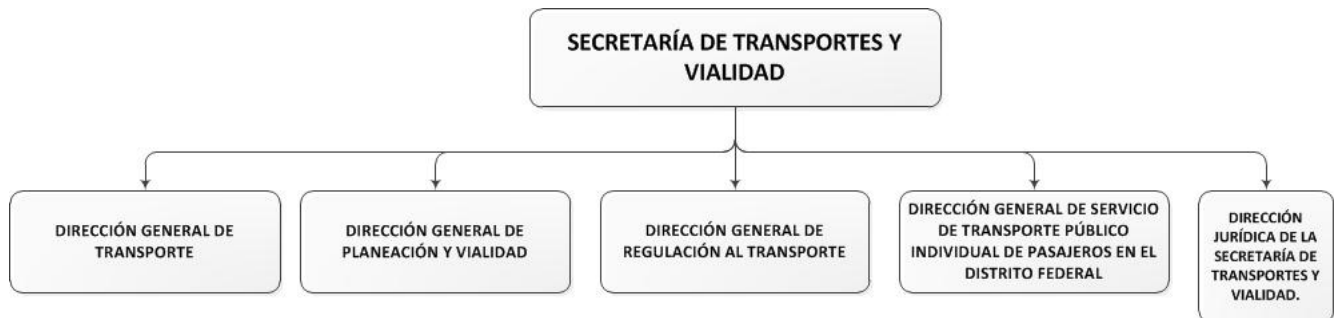 SECRETARÍA DE TRANSPORTES Y
VIALIDAD
DIRECCIÓN GENERAL DE
TRANSPORTE
DIRECCIÓN GENERAL DE
PLANEACIÓN Y VIALIDAD
DIRECCIÓN GENERAL DE
REGULACIÓN AL TRANSPORTE
DIRECCIÓN GENERAL DE SERVICIO
DE TRANSPORTE PÚBLICO
INDIVIDUAL DE PASAJEROS EN EL
DISTRITO FEDERAL
DIRECCIÓN
JURÍDICA DE LA
SECRETARÍA DE
TRANSPORTES Y
VIALIDAD.